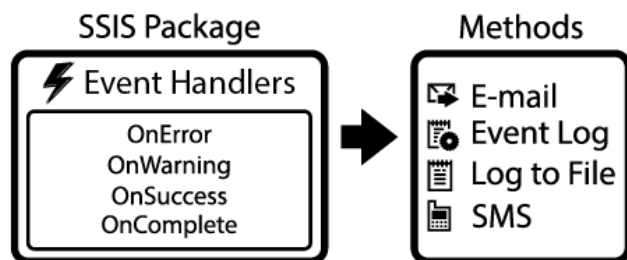 SSIS Package
Event Handlers
OnError
OnWarning
OnSuccess
OnComplete
Methods
E-mail
Event Log
Log to File
SMS